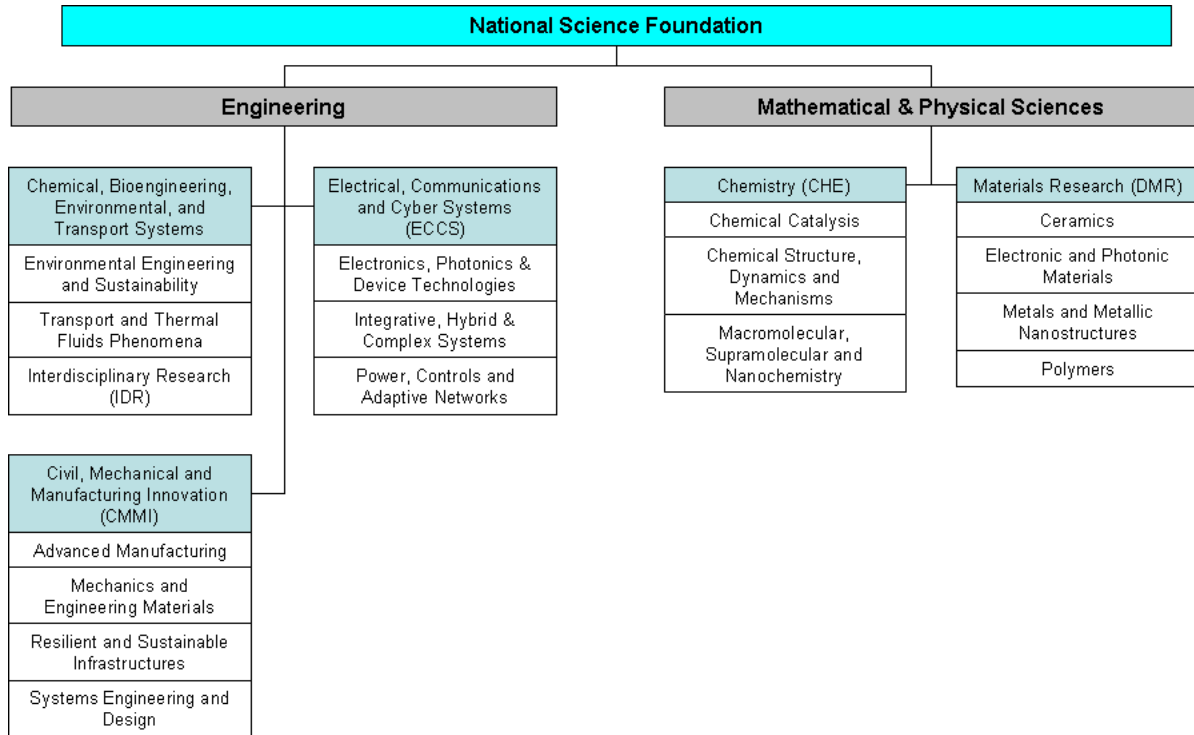 National Science Foundation
Engineering
Mathematical & Physical Sciences
Chemical, Bioengineering,
Environmental, and
Transport Systems
Environmental Engineering
and Sustainability
Transport and Thermal
Fluids Phenomena
Interdisciplinary Research
(IDR)
Electrical, Communications
and Cyber Systems
(ECCS)
Electronics, Photonics &
Device Technologies
Integrative, Hybrid &
Complex Systems
Power, Controls and
Adaptive Networks
Civil, Mechanical and
Manufacturing Innovation
(CMMI)
Advanced Manufacturing
Mechanics and
Engineering Materials
Resilient and Sustainable
Infrastructures
Systems Engineering and
Design
Chemistry (CHE)
Chemical Catalysis
Chemical Structure,
Dynamics and
Mechanisms
Macromolecular,
Supramolecular and
Nanochemistry
Materials Research (DMR)
Ceramics
Electronic and Photonic
Materials
Metals and Metallic
Nanostructures
Polymers